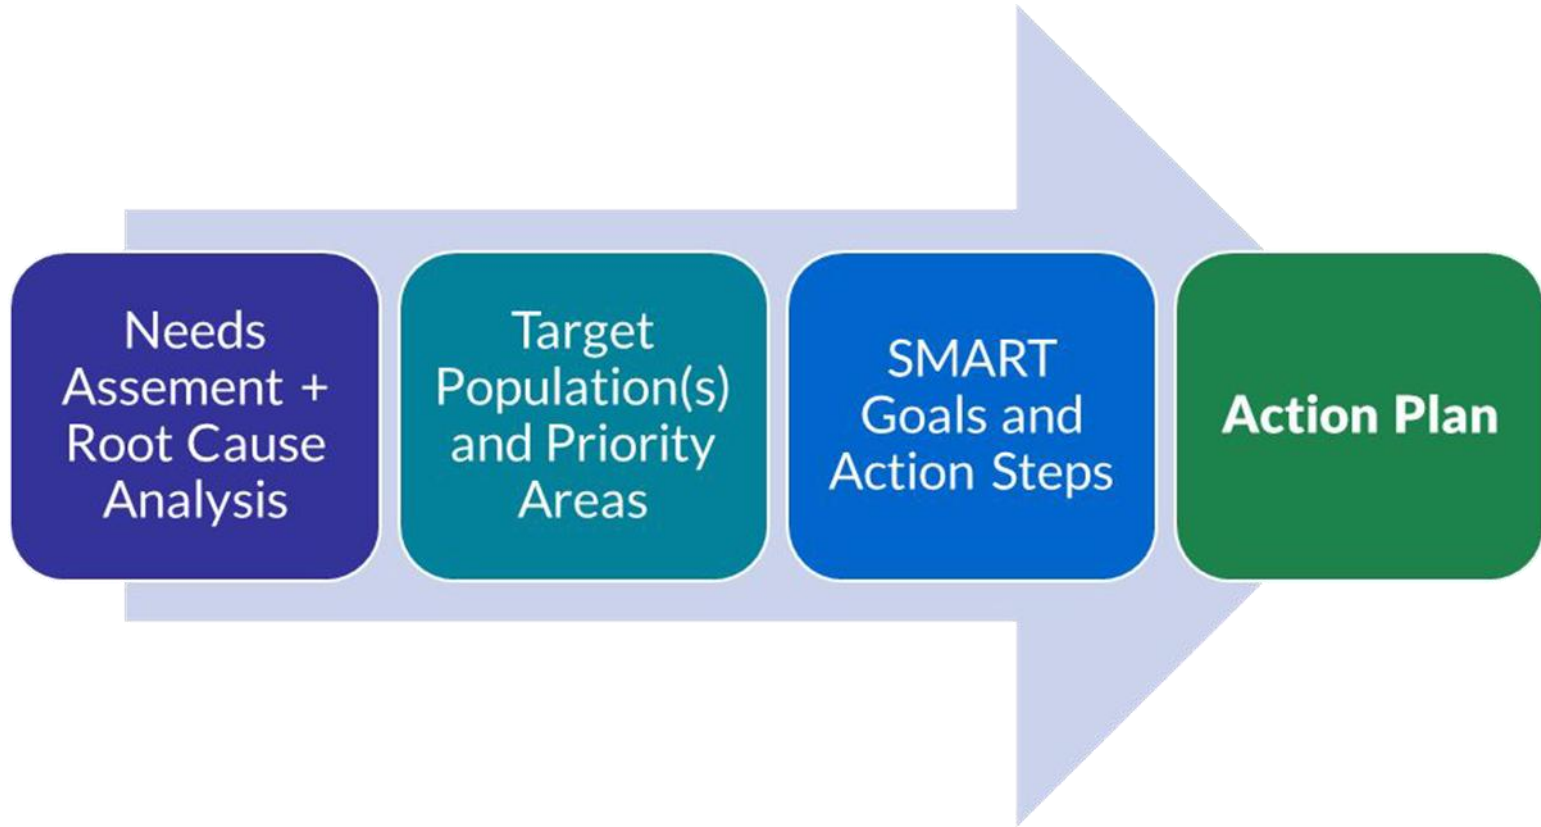 Needs
Assement +
Root Cause
Analysis
Target
Population(s)
and Priority
Areas
SMART
Goals and
Action Steps
Action Plan